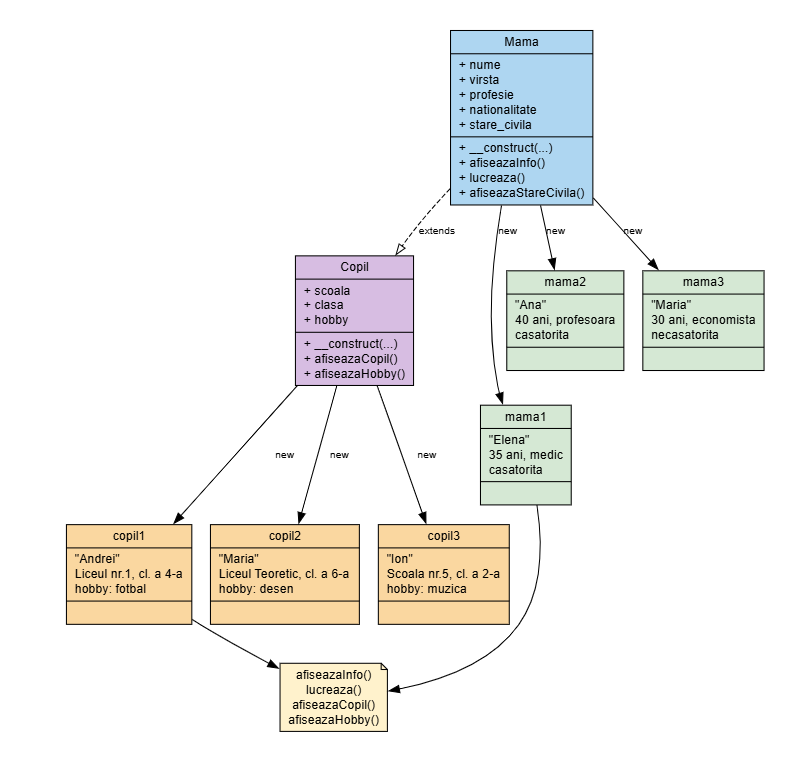 Mama
+ nume
+ virsta
+ profesie
+ nationalitate
+ stare_civila
+ __construct(...)
+ afiseazaInfo()
+ lucreaza()
+ afiseazaStareCivila()
extends
new
new
new
Copil
+ scoala
+ clasa
+ hobby
+ __construct(...)
+ afiseazaCopil()
+ afiseazaHobby()
mama2
"Ana"
40 ani, profesoara
casatorita
mama3
"Maria"
30 ani, economista
necasatorita
mama1
"Elena"
35 ani, medic
casatorita
new
new
new
copil1
"Andrei"
Liceul nr.1, cl. a 4-a
hobby: fotbal
copil2
"Maria"
Liceul Teoretic, cl. a 6-a
hobby: desen
copil3
"Ion"
Scoala nr.5, cl. a 2-a
hobby: muzica
afiseazaInfo()
lucreaza()
afiseazaCopil()
afiseazaHobby()